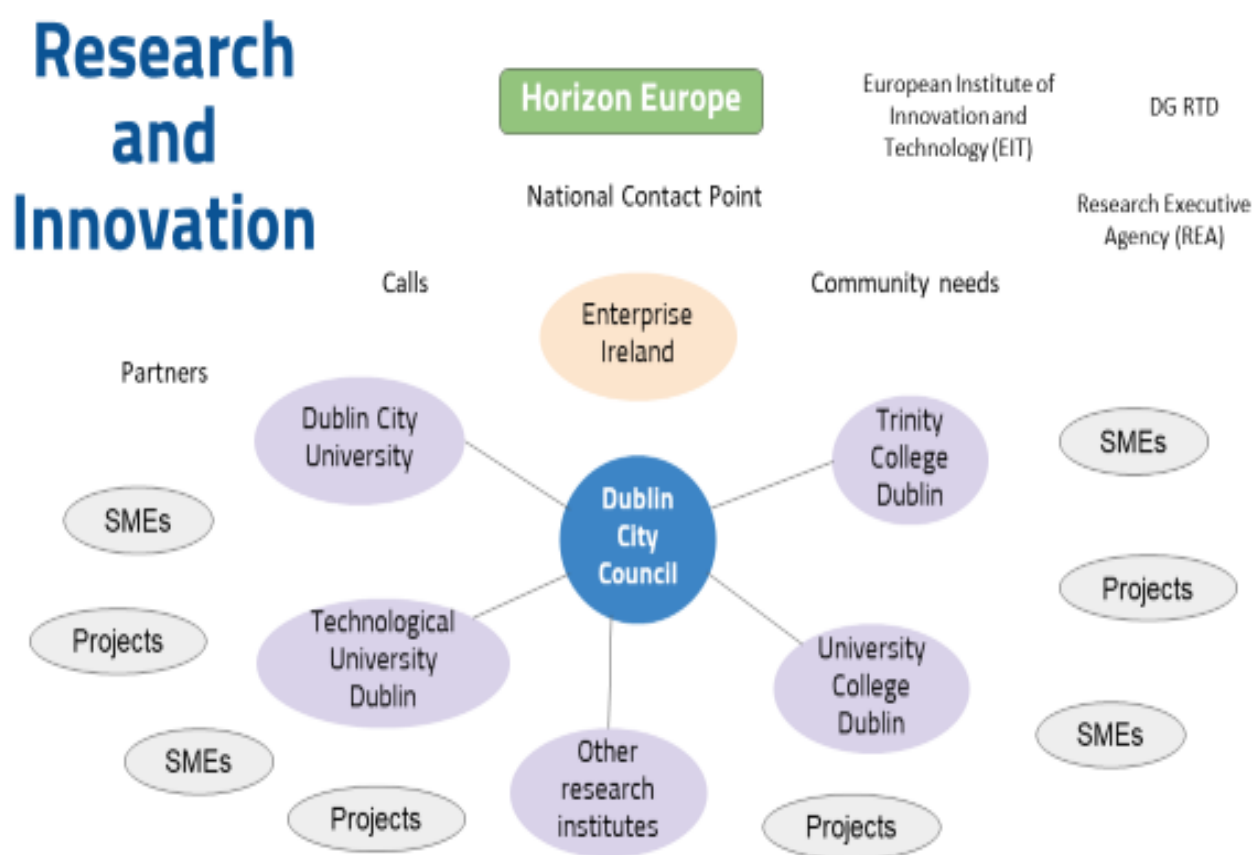 Research
and
Innovation
Horizon Europe
European Institute of
Innovation and
Technology (EIT)
DG RTD
National Contact Point
Research Executive
Agency (REA)
Calls
Community needs
Enterprise
Ireland
Partners
Dublin City
University
Trinity
College
Dublin
SMEs
Dublin
City
Council
SMEs
Projects
Technological
University
Dublin
Projects
University
College
Dublin
SMEs
SMEs
Other
research
institutes
Projects
Projects